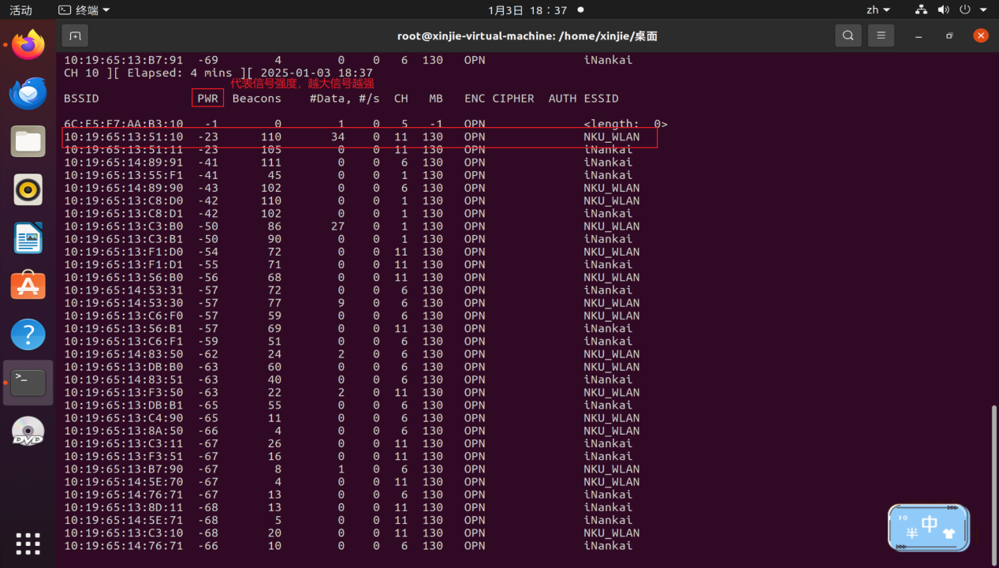 活动 终端 1月3日 18：37 zh
root@xinjie-virtual-machine: /home/xinjie/桌面
10:19:65:13:B7:91 -69 4 0 0 6 130 OPN iNankai
CH 10 ][ Elapsed: 4 mins ][ 2025-01-03 18:37
代表信号强度，越大信号越强
BSSID PWR Beacons #Data, #/s CH MB ENC CIPHER AUTH ESSID
6C:E5:F7:AA:B3:10 -1 0 1 0 5 -1 OPN <length: 0>
10:19:65:13:51:10 -23 110 34 0 11 130 OPN NKU_WLAN
10:19:65:13:51:11 -23 105 0 0 11 130 OPN iNankai
10:19:65:14:89:91 -41 111 0 0 6 130 OPN iNankai
10:19:65:13:55:F1 -41 45 0 0 1 130 OPN iNankai
10:19:65:14:89:90 -43 102 0 0 6 130 OPN NKU_WLAN
10:19:65:13:C8:D0 -42 110 0 0 1 130 OPN NKU_WLAN
10:19:65:13:C8:D1 -42 102 0 0 1 130 OPN iNankai
10:19:65:13:C3:B0 -50 86 27 0 1 130 OPN NKU_WLAN
10:19:65:13:C3:B1 -50 90 0 0 1 130 OPN iNankai
10:19:65:13:F1:D0 -54 72 0 0 11 130 OPN NKU_WLAN
10:19:65:13:F1:D1 -55 71 0 0 11 130 OPN iNankai
10:19:65:13:56:B0 -56 68 0 0 11 130 OPN NKU_WLAN
10:19:65:14:53:31 -57 72 0 0 6 130 OPN iNankai
10:19:65:14:53:30 -57 77 9 0 6 130 OPN NKU_WLAN
10:19:65:13:C6:F0 -57 59 0 0 6 130 OPN NKU_WLAN
10:19:65:13:56:B1 -57 69 0 0 11 130 OPN iNankai
10:19:65:13:C6:F1 -59 51 0 0 6 130 OPN iNankai
10:19:65:14:83:50 -62 24 2 0 6 130 OPN NKU_WLAN
10:19:65:13:DB:B0 -63 60 0 0 6 130 OPN NKU_WLAN
10:19:65:14:83:51 -63 40 0 0 6 130 OPN iNankai
10:19:65:13:F3:50 -63 22 2 0 11 130 OPN NKU_WLAN
10:19:65:13:DB:B1 -65 55 0 0 6 130 OPN iNankai
10:19:65:13:C4:90 -65 11 0 0 6 130 OPN NKU_WLAN
10:19:65:13:8A:50 -66 4 0 0 6 130 OPN NKU_WLAN
10:19:65:13:C3:11 -67 26 0 0 11 130 OPN iNankai
10:19:65:13:F3:51 -67 16 0 0 11 130 OPN iNankai
10:19:65:13:B7:90 -67 8 1 0 6 130 OPN NKU_WLAN
10:19:65:14:5E:70 -67 4 0 0 11 130 OPN NKU_WLAN
10:19:65:14:76:71 -67 13 0 0 6 130 OPN iNankai
10:19:65:13:8D:11 -68 13 0 0 11 130 OPN iNankai
10:19:65:14:5E:71 -68 5 0 0 11 130 OPN iNankai
10:19:65:13:C3:10 -68 20 0 0 11 130 OPN NKU_WLAN
10:19:65:14:76:71 -66 10 0 0 6 130 OPN iNankai
DVD
中
半